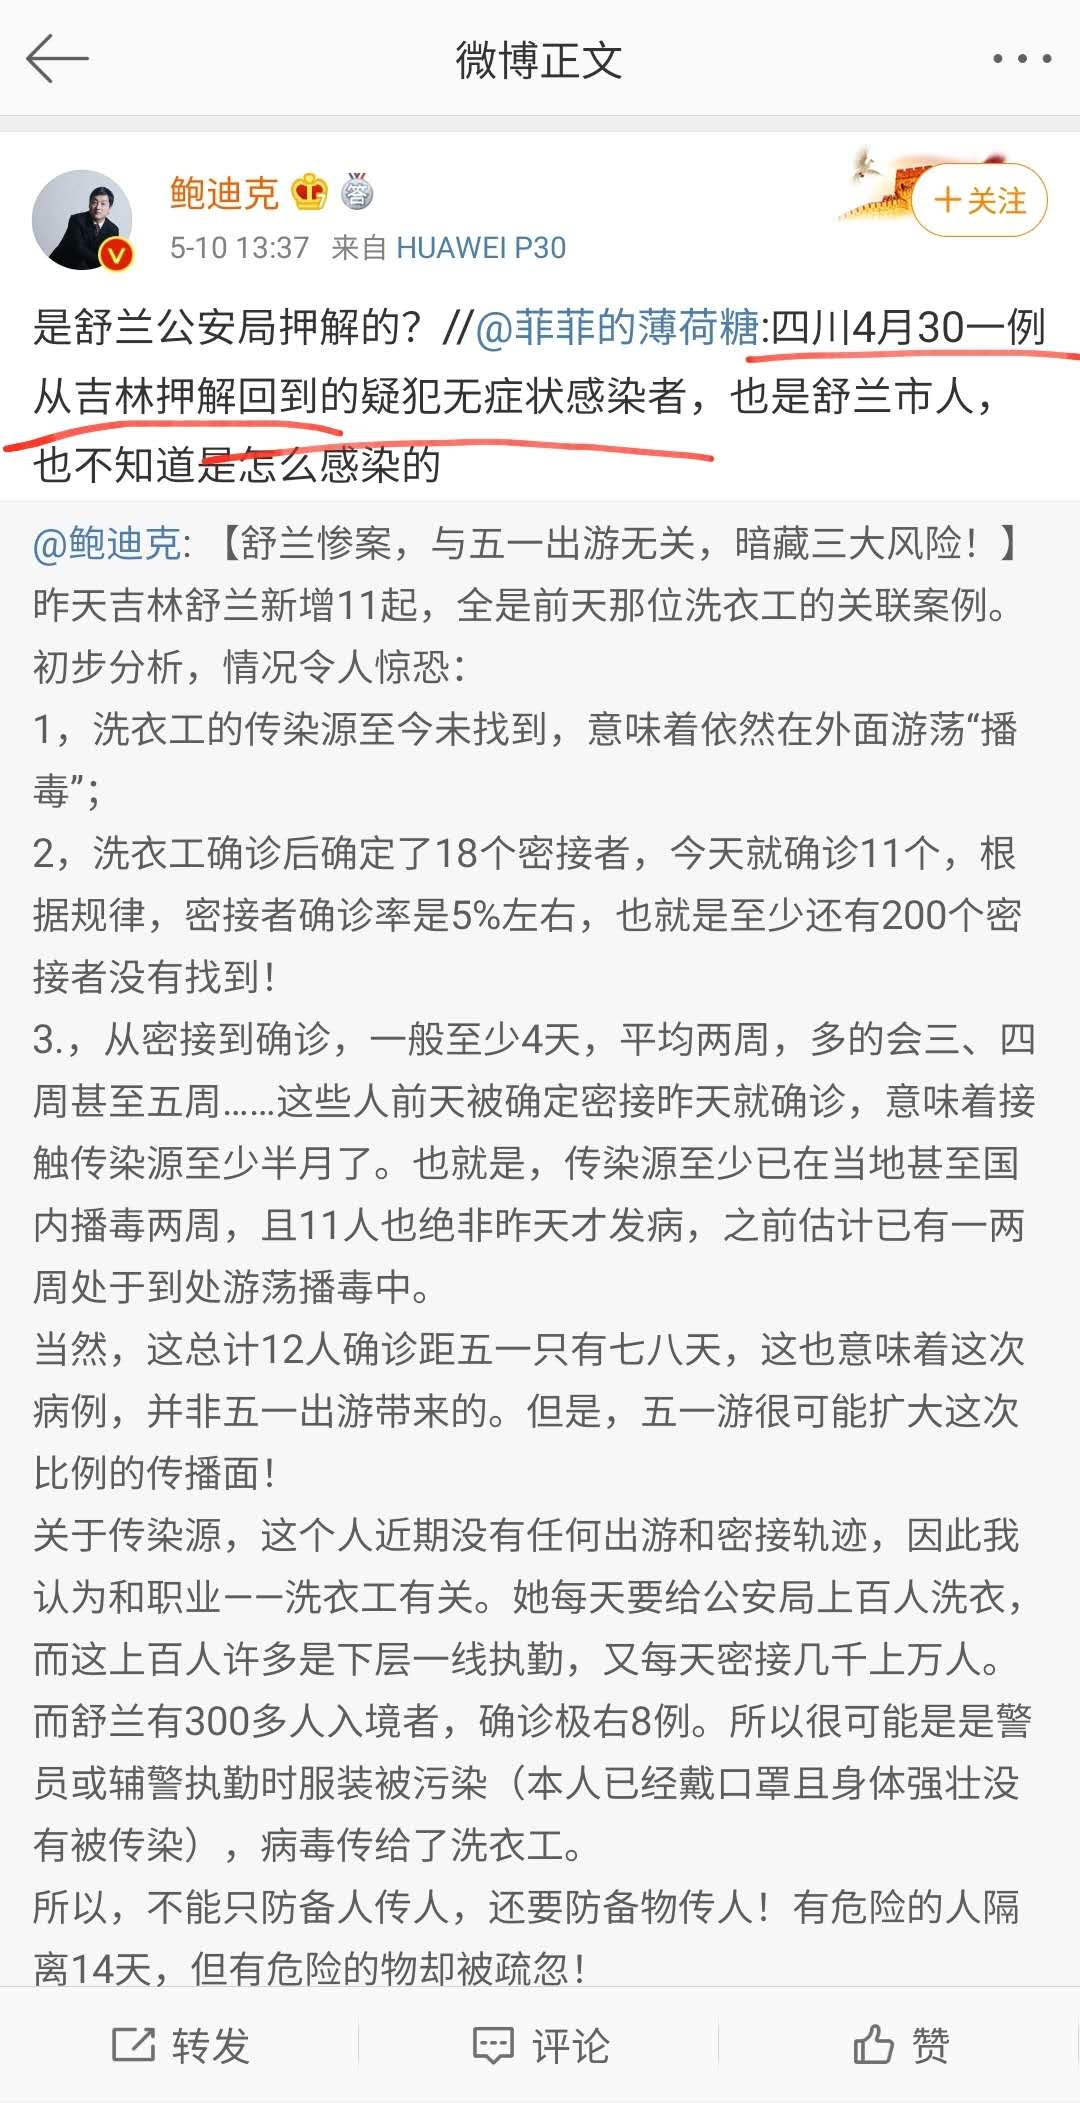 微博正文
鲍迪克
答
V
+关注
5-10 13:37 来自 HUAWEI P30
是舒兰公安局押解的？//@菲菲的薄荷糖:四川4月30一例
从吉林押解回到的疑犯无症状感染者，也是舒兰市人，
也不知道是怎么感染的
@鲍迪克: 【舒兰惨案，与五一出游无关，暗藏三大风险！】
昨天吉林舒兰新增11起，全是前天那位洗衣工的关联案例。
初步分析，情况令人惊恐：
1，洗衣工的传染源至今未找到，意味着依然在外面游荡“播
毒”；
2，洗衣工确诊后确定了18个密接者，今天就确诊11个，根
据规律，密接者确诊率是5%左右，也就是至少还有200个密
接者没有找到！
3.，从密接到确诊，一般至少4天，平均两周，多的会三、四
周甚至五周……这些人前天被确定密接昨天就确诊，意味着接
触传染源至少半月了。也就是，传染源至少已在当地甚至国
内播毒两周，且11人也绝非昨天才发病，之前估计已有一两
周处于到处游荡播毒中。
当然，这总计12人确诊距五一只有七八天，这也意味着这次
病例，并非五一出游带来的。但是，五一游很可能扩大这次
比例的传播面！
关于传染源，这个人近期没有任何出游和密接轨迹，因此我
认为和职业——洗衣工有关。她每天要给公安局上百人洗衣，
而这上百人许多是下层一线执勤，又每天密接几千上万人。
而舒兰有300多人入境者，确诊极右8例。所以很可能是是警
员或辅警执勤时服装被污染（本人已经戴口罩且身体强壮没
有被传染），病毒传给了洗衣工。
所以，不能只防备人传人，还要防备物传人！有危险的人隔
离14天，但有危险的物却被疏忽！
转发 评论 赞